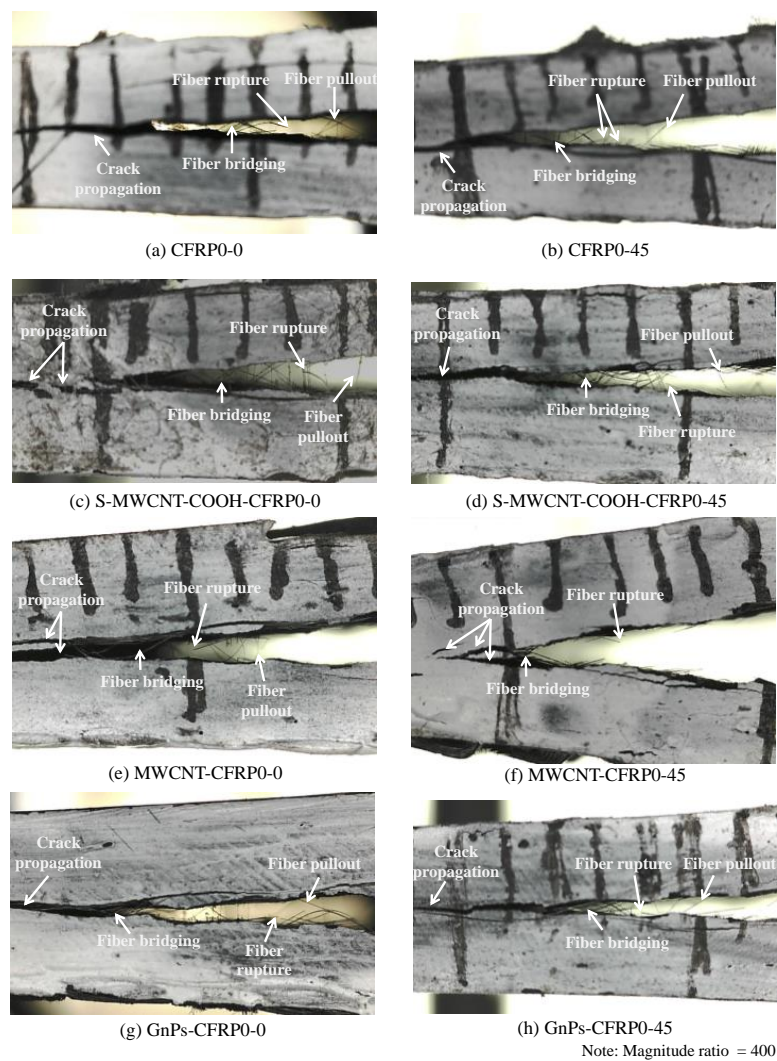 Fiber rupture Fiber pullout
Crack propagation
Fiber bridging
(a) CFRP0-0
Fiber rupture
Fiber pullout
Fiber bridging
Crack propagation
(b) CFRP0-45
Crack propagation
Fiber rupture
Fiber bridging
Fiber pullout
(c) S-MWCNT-COOH-CFRP0-0
Crack propagation
Fiber pullout
Fiber bridging
Fiber rupture
(d) S-MWCNT-COOH-CFRP0-45
Crack propagation
Fiber rupture
Fiber bridging
Fiber pullout
(e) MWCNT-CFRP0-0
Crack propagation
Fiber rupture
Fiber bridging
(f) MWCNT-CFRP0-45
Crack propagation
Fiber pullout
Fiber bridging
Fiber rupture
(g) GnPs-CFRP0-0
Crack propagation
Fiber rupture
Fiber pullout
Fiber bridging
(h) GnPs-CFRP0-45
Note: Magnitude ratio = 400